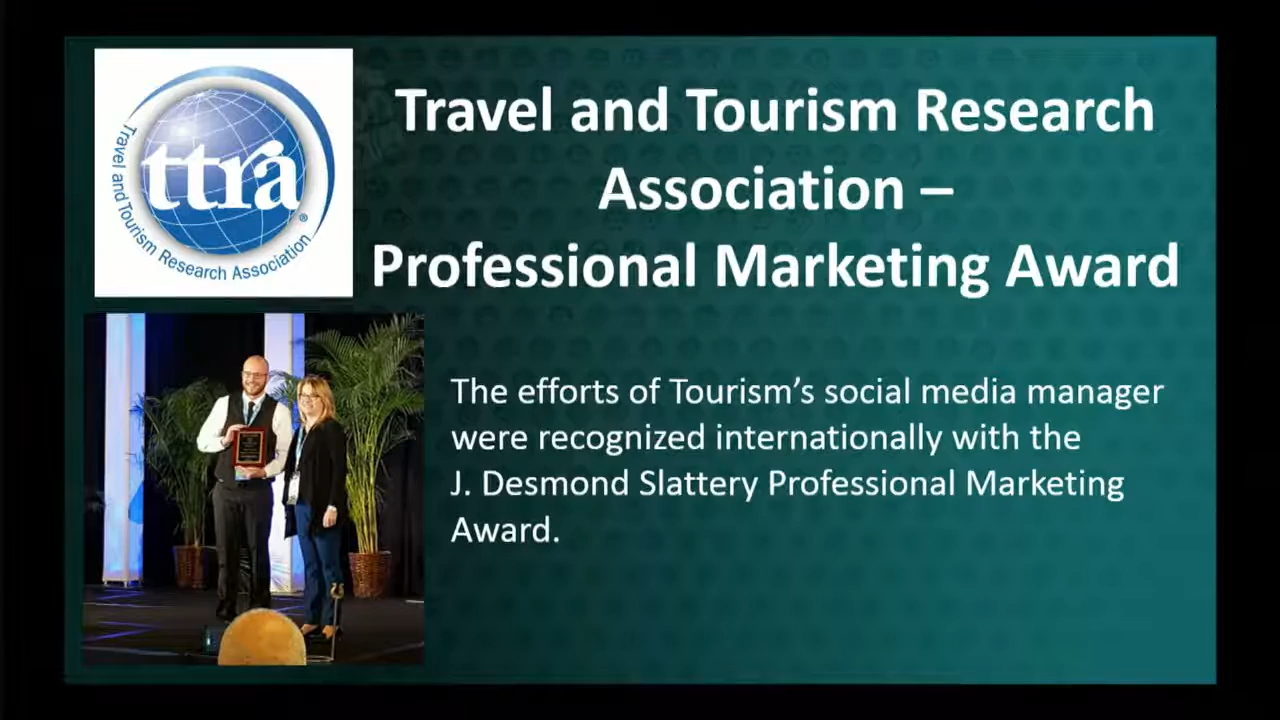 ttra
Travel and Tourism Research Association
®
Travel and Tourism Research
Association –
Professional Marketing Award
The efforts of Tourism’s social media manager
were recognized internationally with the
J. Desmond Slattery Professional Marketing
Award.